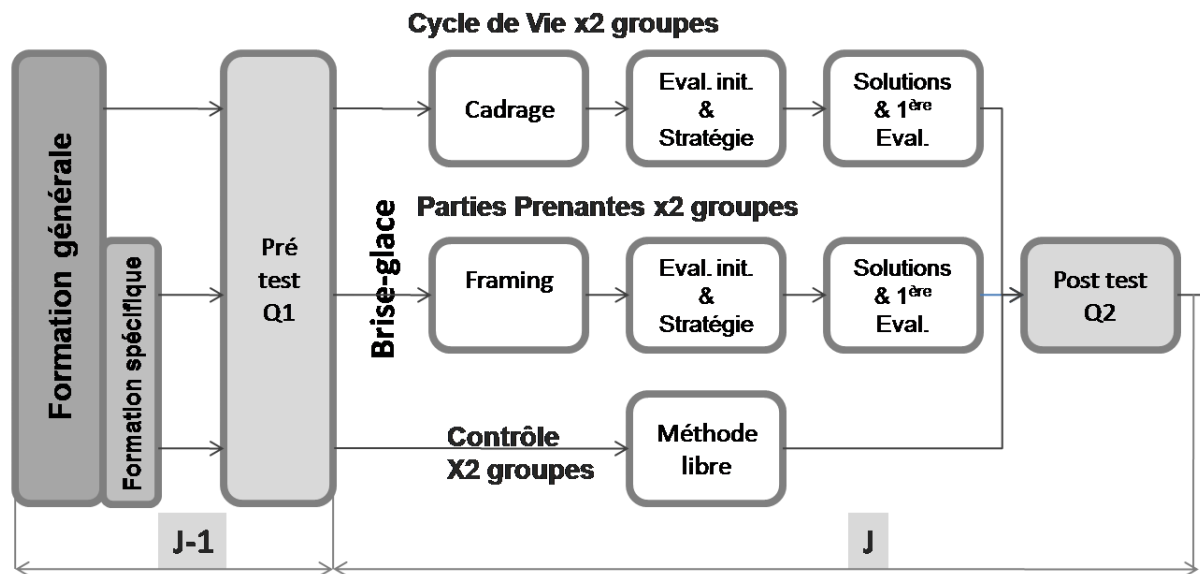 Cycle de Vie x2 groupes
Formation générale
Formation spécifique
Pré
test
Q1
Brise-glace
Cadrage
Eval. init.
&
Stratégie
Solutions
& 1ère
Eval.
Parties Prenantes x2 groupes
Framing
Eval. init.
&
Stratégie
Solutions
& 1ère
Eval.
Post test
Q2
Contrôle
X2 groupes
Méthode
libre
J-1
J